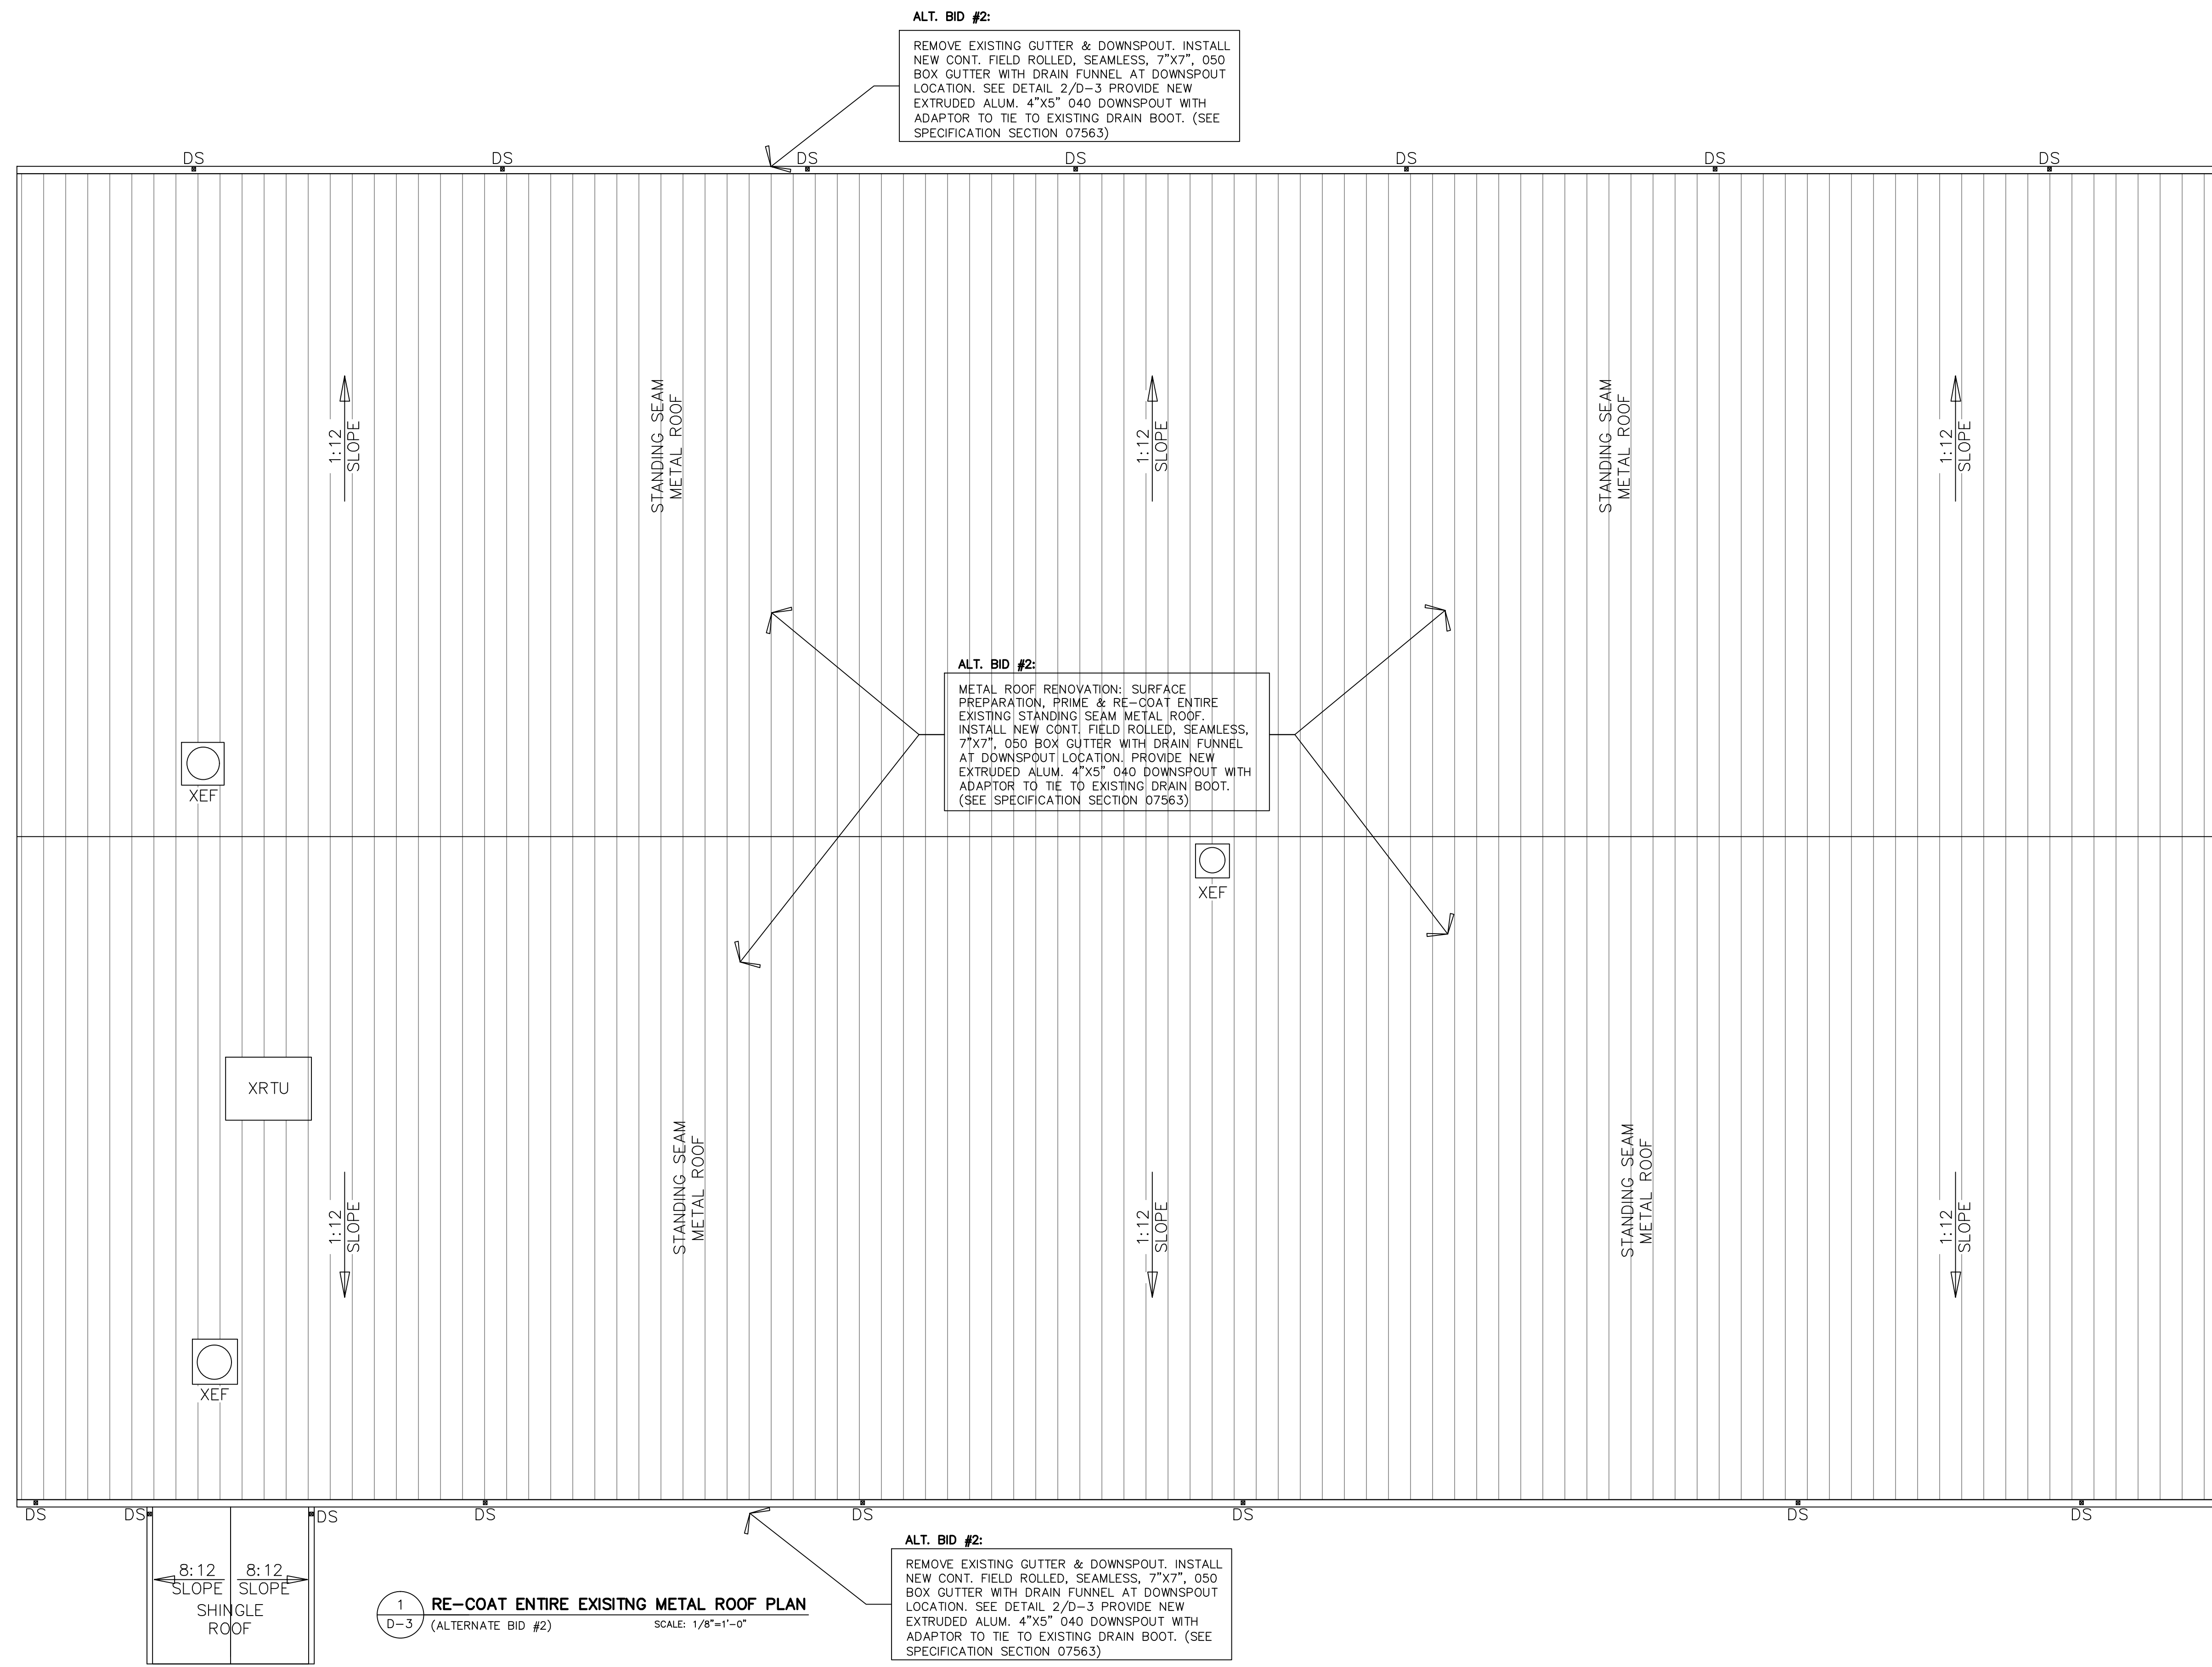 ALT. BID #2:
REMOVE EXISTING GUTTER & DOWNSPOUT. INSTALL
NEW CONT. FIELD ROLLED, SEAMLESS, 7"X7", 050
BOX GUTTER WITH DRAIN FUNNEL AT DOWNSPOUT
LOCATION. SEE DETAIL 2/D-3 PROVIDE NEW
EXTRUDED ALUM. 4"X5" 040 DOWNSPOUT WITH
ADAPTOR TO TIE TO EXISTING DRAIN BOOT. (SEE
SPECIFICATION SECTION 07563)
DS
DS
DS
DS
DS
DS
DS
1:12
SLOPE
STANDING SEAM
METAL ROOF
1:12
SLOPE
STANDING SEAM
METAL ROOF
1:12
SLOPE
ALT. BID #2:
METAL ROOF RENOVATION: SURFACE
PREPARATION, PRIME & RE-COAT ENTIRE
EXISTING STANDING SEAM METAL ROOF.
INSTALL NEW CONT. FIELD ROLLED, SEAMLESS,
7"X7", 050 BOX GUTTER WITH DRAIN FUNNEL
AT DOWNSPOUT LOCATION. PROVIDE NEW
EXTRUDED ALUM. 4"X5" 040 DOWNSPOUT WITH
ADAPTOR TO TIE TO EXISTING DRAIN BOOT.
(SEE SPECIFICATION SECTION 07563)
XEF
XEF
XRTU
1:12
SLOPE
STANDING SEAM
METAL ROOF
1:12
SLOPE
STANDING SEAM
METAL ROOF
1:12
SLOPE
XEF
DS
DS
DS
DS
DS
DS
DS
DS
8:12
SLOPE
8:12
SLOPE
SHINGLE
ROOF
1
D-3
RE-COAT ENTIRE EXISITNG METAL ROOF PLAN
(ALTERNATE BID #2)
SCALE: 1/8"=1'-0"
ALT. BID #2:
REMOVE EXISTING GUTTER & DOWNSPOUT. INSTALL
NEW CONT. FIELD ROLLED, SEAMLESS, 7"X7", 050
BOX GUTTER WITH DRAIN FUNNEL AT DOWNSPOUT
LOCATION. SEE DETAIL 2/D-3 PROVIDE NEW
EXTRUDED ALUM. 4"X5" 040 DOWNSPOUT WITH
ADAPTOR TO TIE TO EXISTING DRAIN BOOT. (SEE
SPECIFICATION SECTION 07563)